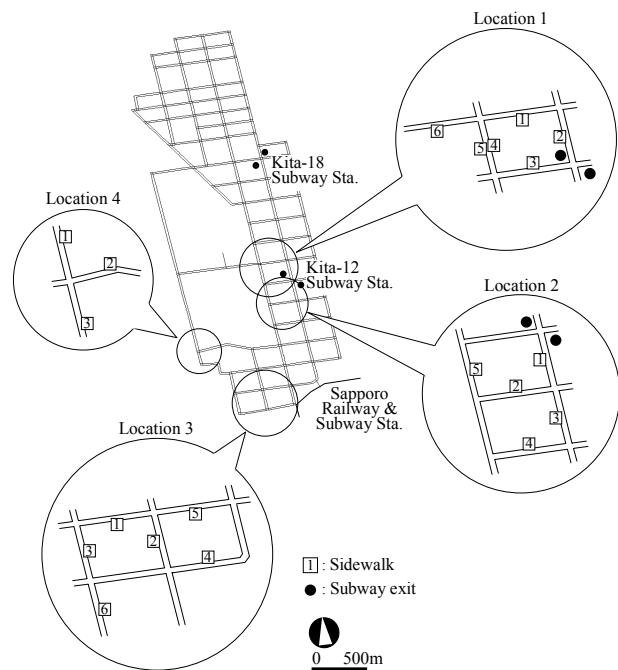 Location 1
1
6
2
5
4
3
Kita-18
Subway Sta.
Location 4
1
2
3
Kita-12
Subway Sta.
Location 2
1
5
2
3
4
Sapporo
Railway &
Subway Sta.
Location 3
5
1
2
3
4
6
1 : Sidewalk
: Subway exit
0 500m